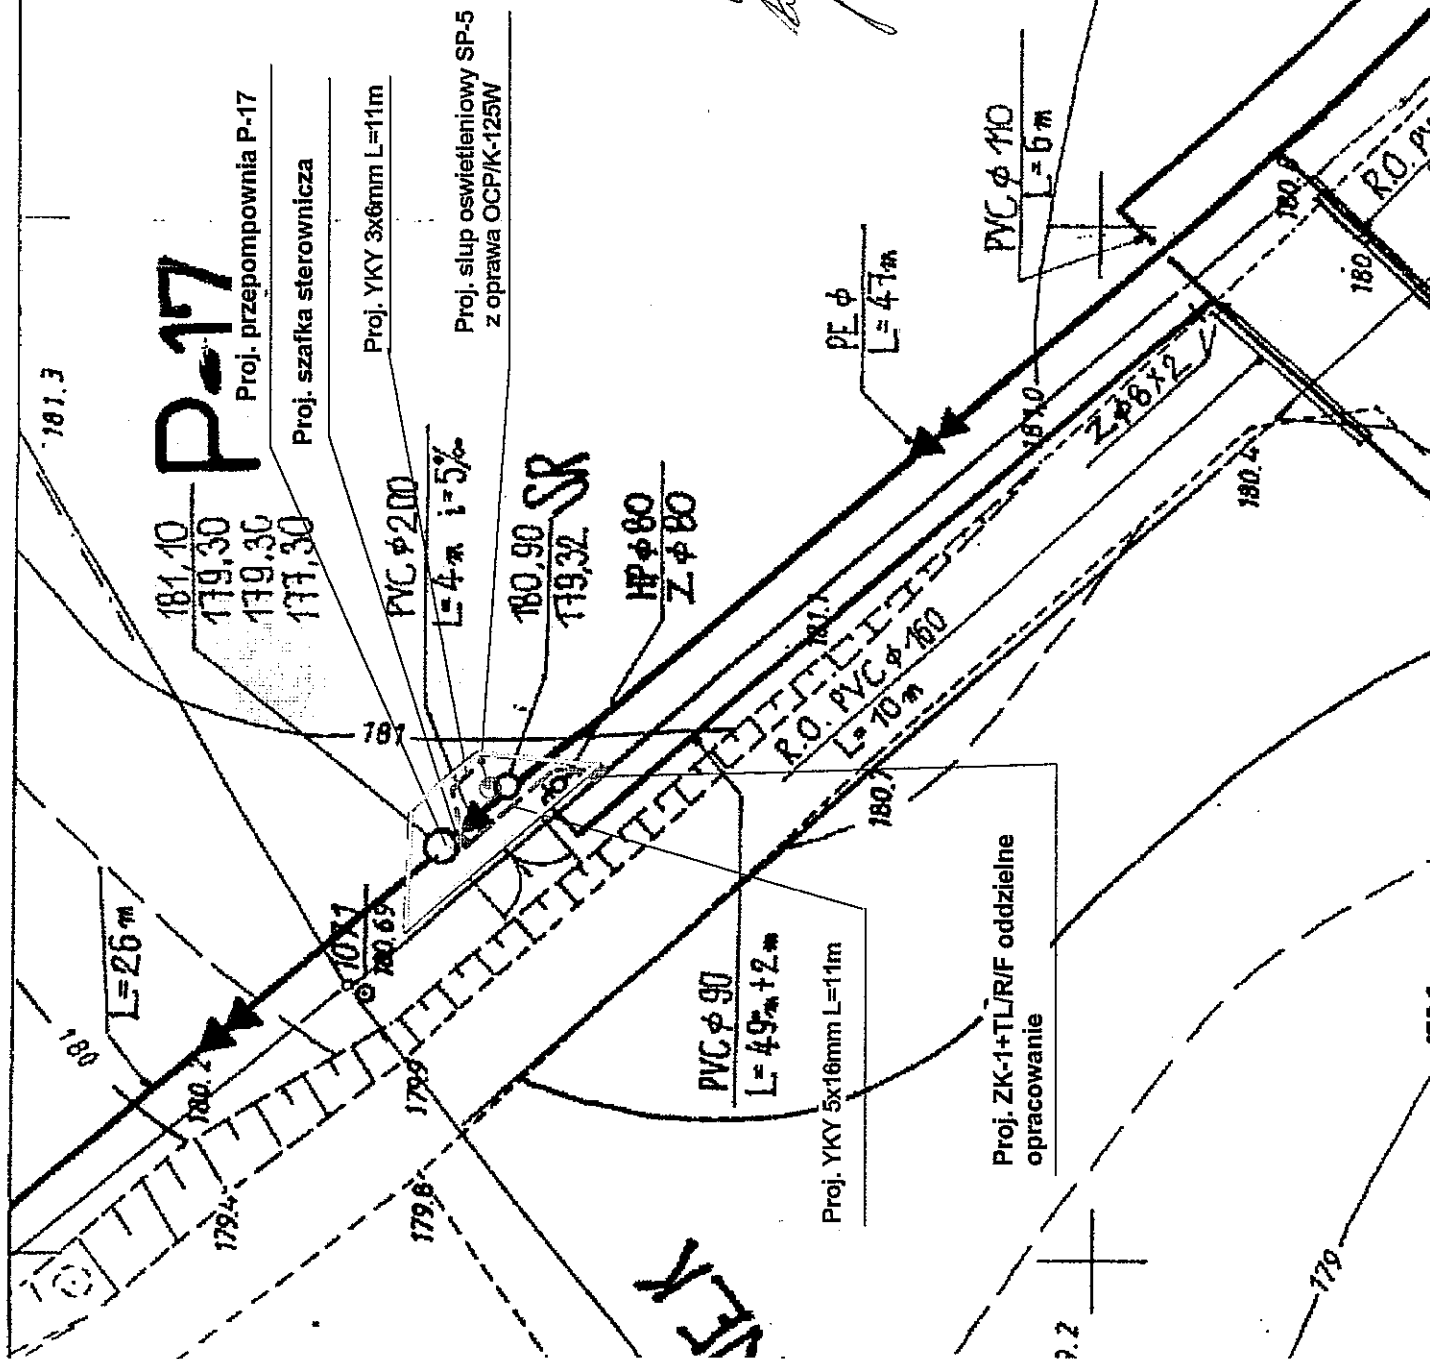 P-17
Proj. przepompownia P-17
Proj. szafka sterownicza
Proj. YKY 3x6mm L=11m
Proj. slup oswietleniowy SP-5
z oprawa OCP/K-125W
181.3
181,10
179,30
179,30
177,30
PVC φ 200
L=4m i=5‰
180,90
179,32
SR
HP φ 80
Z φ 80
PE φ
L=47m
PVC φ 110
L=6m
181
181.1
181.0
Z φ 8X2
180.4
180
R.O. PVC φ 160
L=10m
180.7
L=26m
1071
180.69
180
180.2
179.9
179.4
179.8
PVC φ 90
L=49m+2m
Proj. YKY 5x16mm L=11m
Proj. ZK-1+TL/R/F oddzielne
opracowanie
179